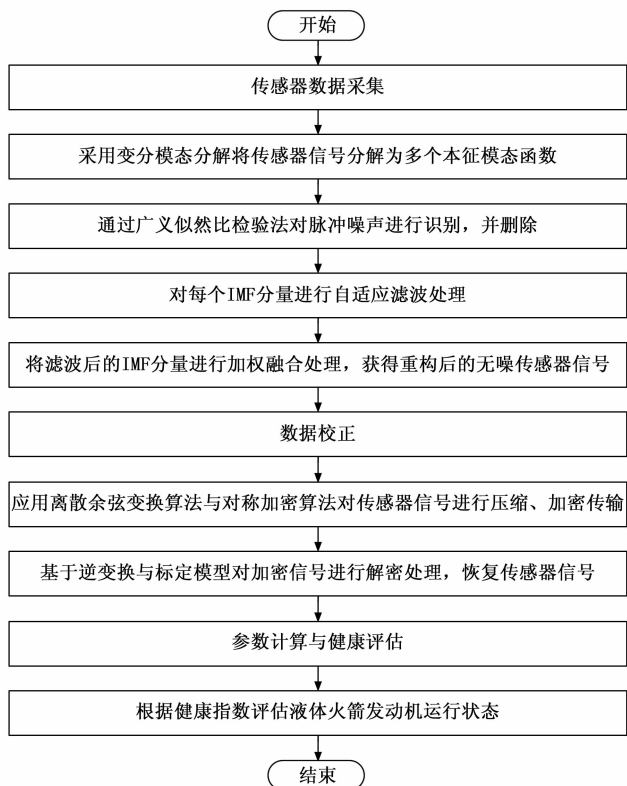 开始
传感器数据采集
采用变分模态分解将传感器信号分解为多个本征模态函数
通过广义似然比检验法对脉冲噪声进行识别，并删除
对每个IMF分量进行自适应滤波处理
将滤波后的IMF分量进行加权融合处理，获得重构后的无噪传感器信号
数据校正
应用离散余弦变换算法与对称加密算法对传感器信号进行压缩、加密传输
基于逆变换与标定模型对加密信号进行解密处理，恢复传感器信号
参数计算与健康评估
根据健康指数评估液体火箭发动机运行状态
结束